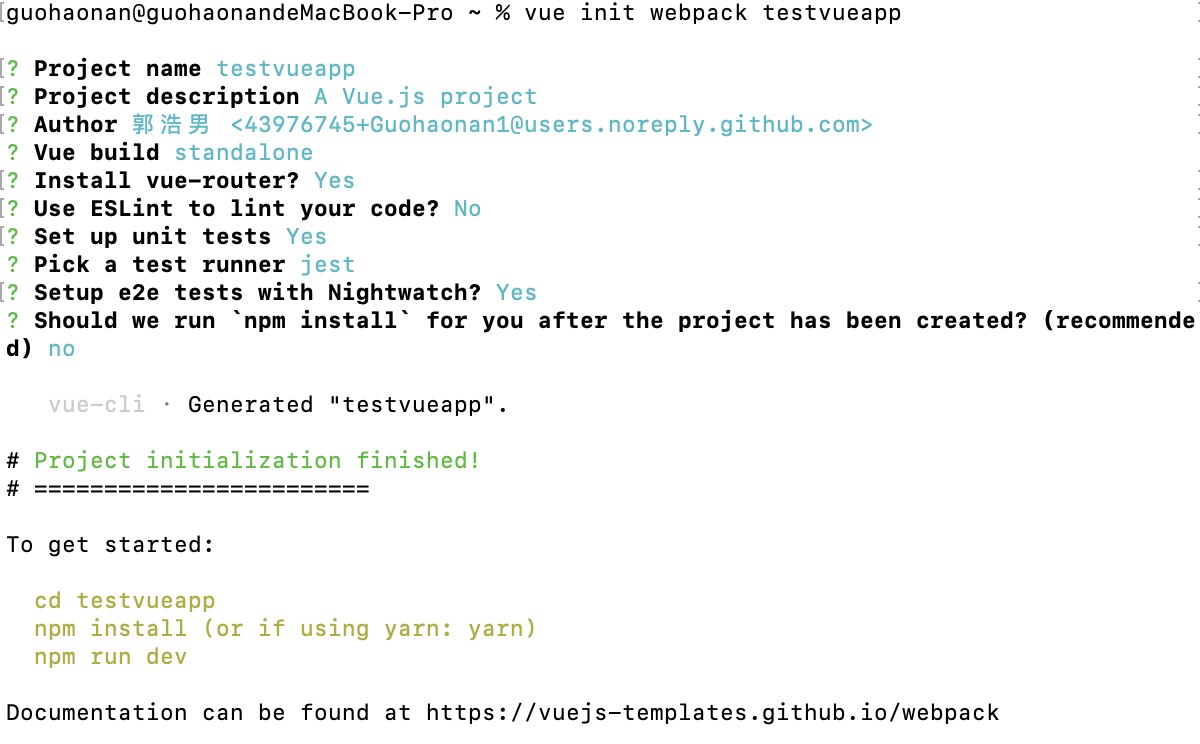 guohaonan@guohaonandeMacBook-Pro ~ % vue init webpack testvueapp
? Project name testvueapp
? Project description A Vue.js project
? Author 郭浩男 <43976745+Guohaonan1@users.noreply.github.com>
? Vue build standalone
? Install vue-router? Yes
? Use ESLint to lint your code? No
? Set up unit tests Yes
? Pick a test runner jest
? Setup e2e tests with Nightwatch? Yes
? Should we run `npm install` for you after the project has been created? (recommende
d) no
vue-cli · Generated "testvueapp".
# Project initialization finished!
# ========================
To get started:
cd testvueapp
npm install (or if using yarn: yarn)
npm run dev
Documentation can be found at https://vuejs-templates.github.io/webpack